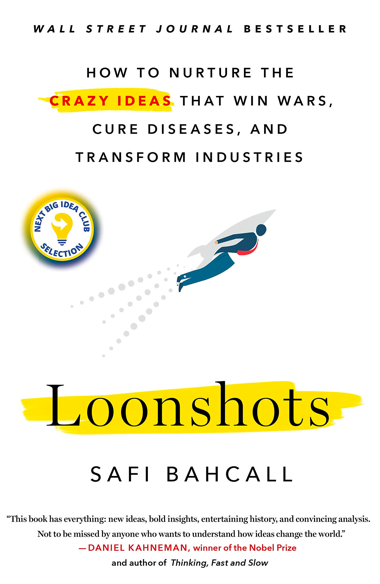 WALL STREET JOURNAL BESTSELLER
HOW TO NURTURE THE
CRAZY IDEAS THAT WIN WARS,
CURE DISEASES, AND
TRANSFORM INDUSTRIES
NEXT BIG IDEA CLUB
SELECTION
Loonshots
SAFI BAHCALL
“This book has everything: new ideas, bold insights, entertaining history, and convincing analysis.
Not to be missed by anyone who wants to understand how ideas change the world.”
—DANIEL KAHNEMAN, winner of the Nobel Prize
and author of Thinking, Fast and Slow